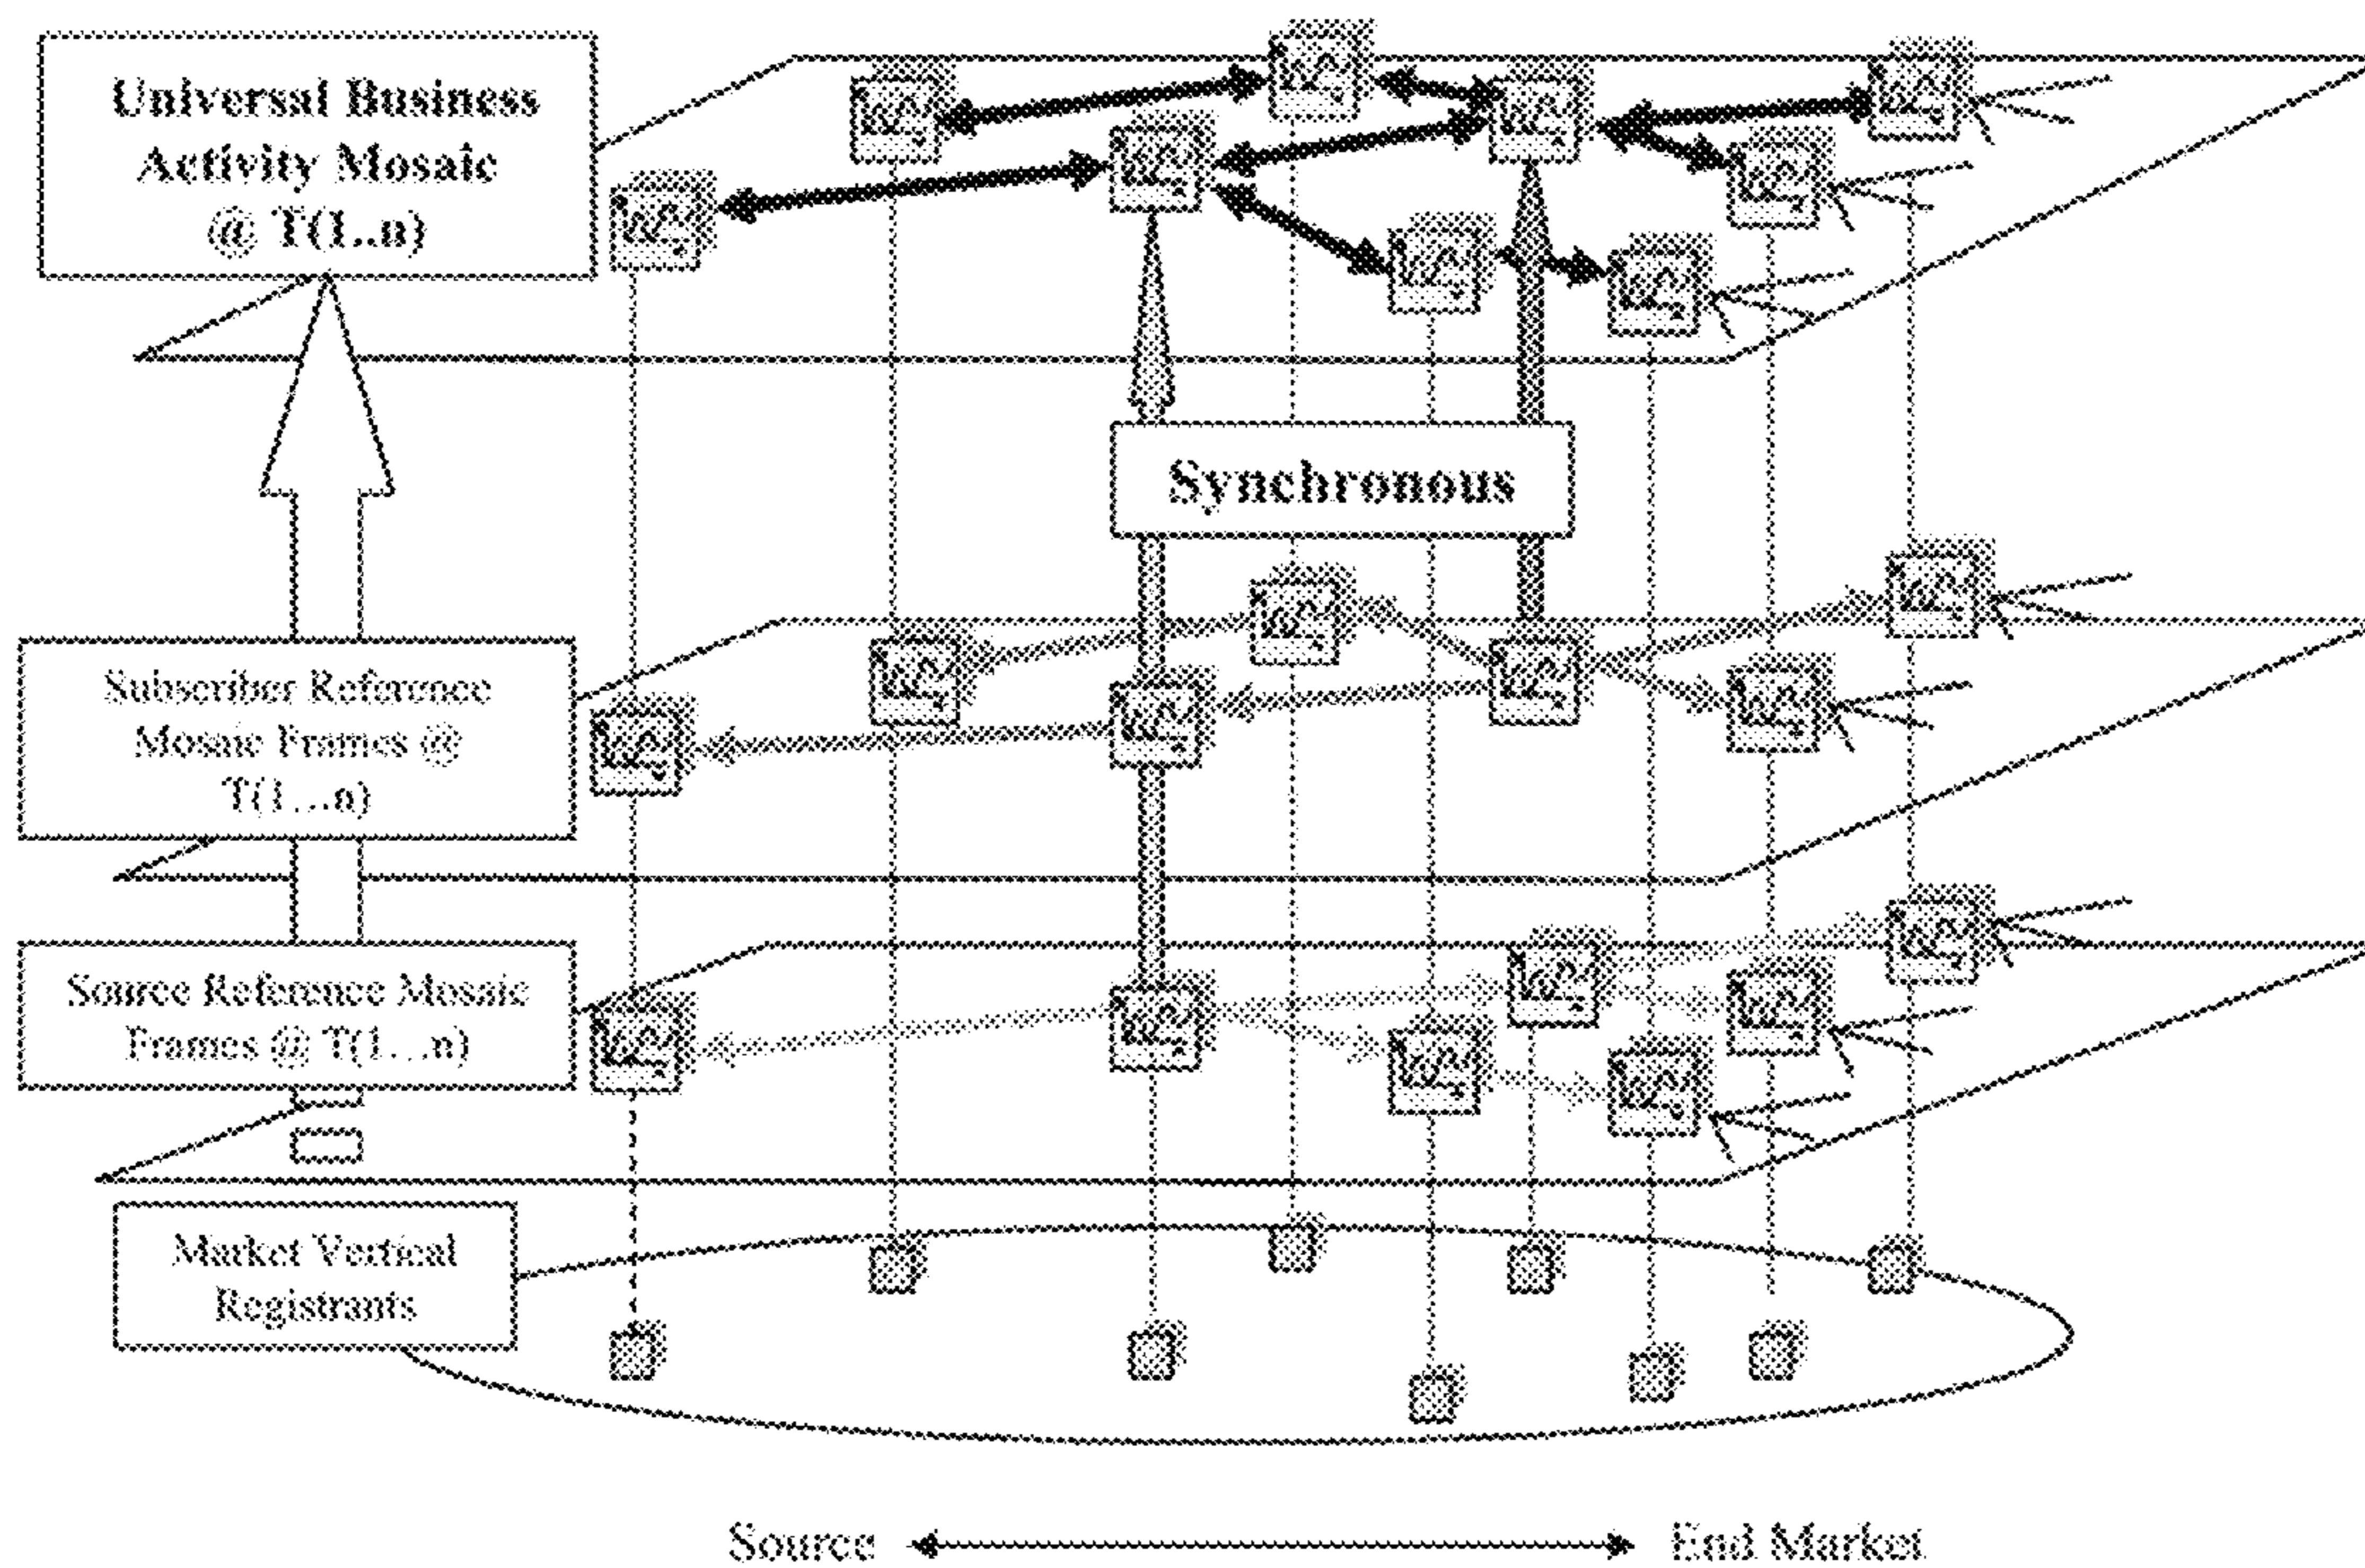 Universal Business
Activity Mosaic
@ T(1..n)
Synchronous
Subscriber Reference
Mosaic Frames @
T(1...n)
Source Reference Mosaic
Frames @ T(1...n)
Market Vertical
Registrants
Source
End Market